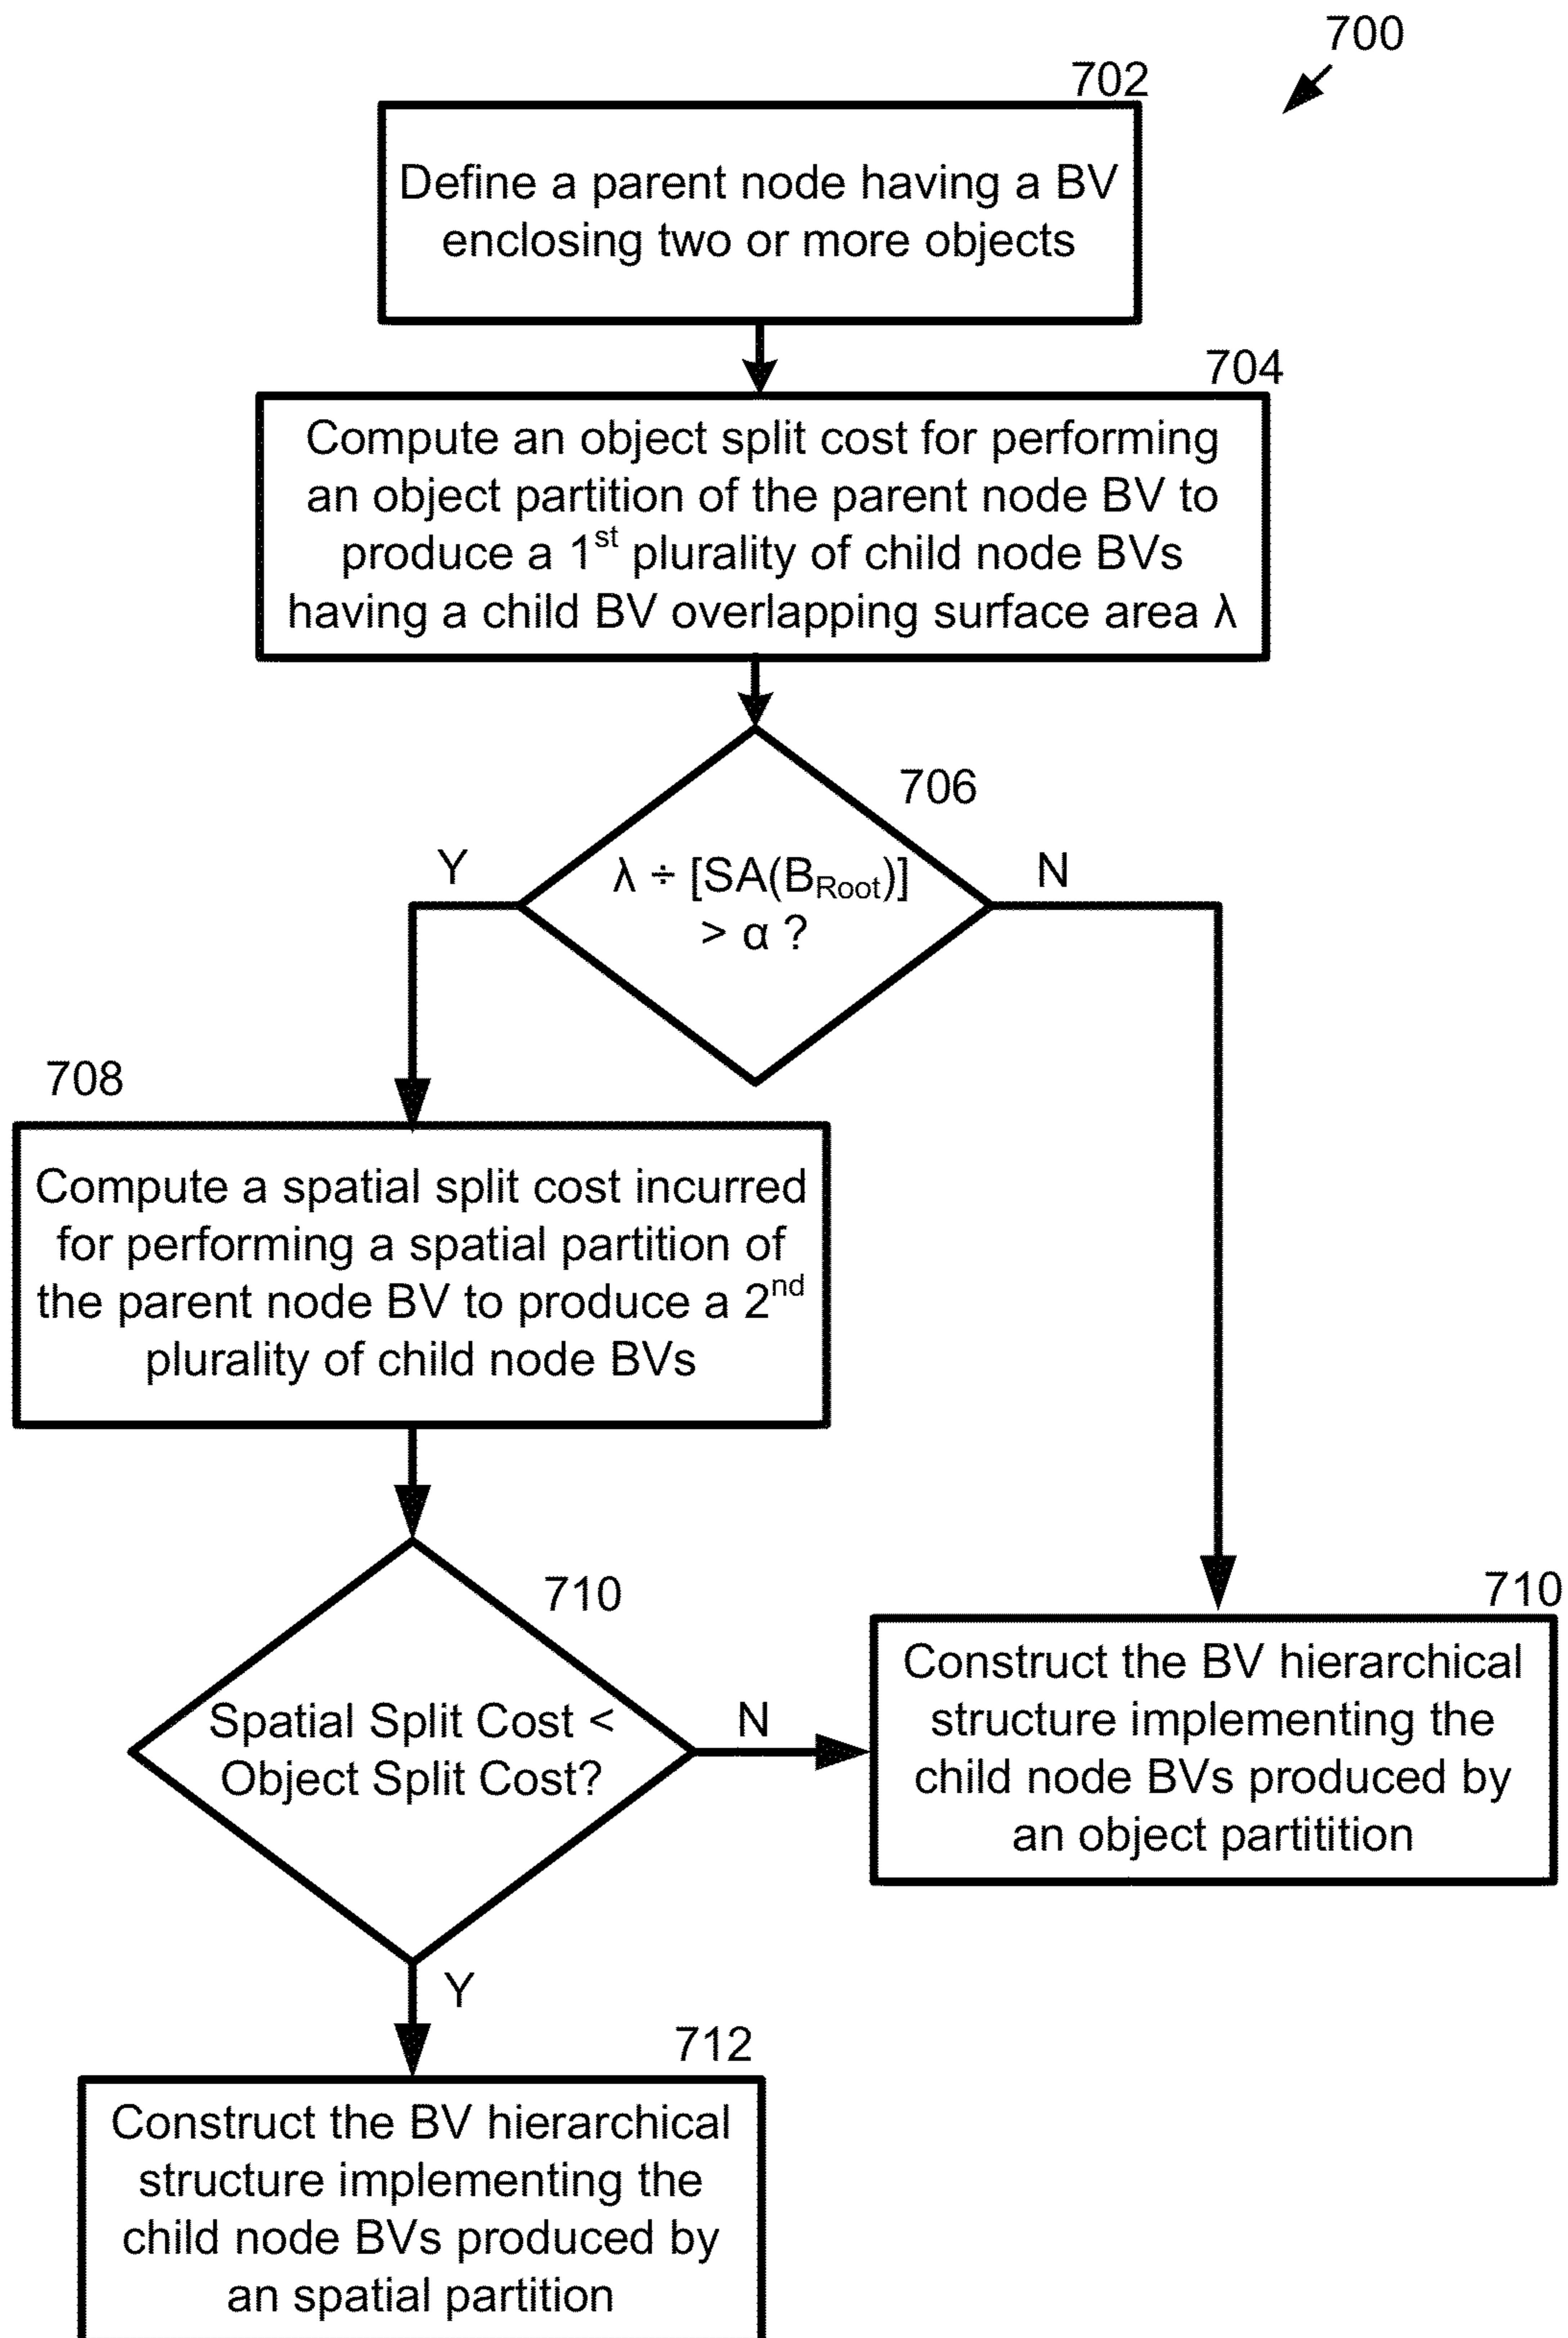 700
702
Define a parent node having a BV
enclosing two or more objects
704
Compute an object split cost for performing
an object partition of the parent node BV to
produce a 1st plurality of child node BVs
having a child BV overlapping surface area λ
706
Y
λ ÷ [SA(BRoot)]
> α ?
N
708
Compute a spatial split cost incurred
for performing a spatial partition of
the parent node BV to produce a 2nd
plurality of child node BVs
710
Spatial Split Cost <
Object Split Cost?
N
710
Construct the BV hierarchical
structure implementing the
child node BVs produced by
an object partitition
Y
712
Construct the BV hierarchical
structure implementing the
child node BVs produced by
an spatial partition